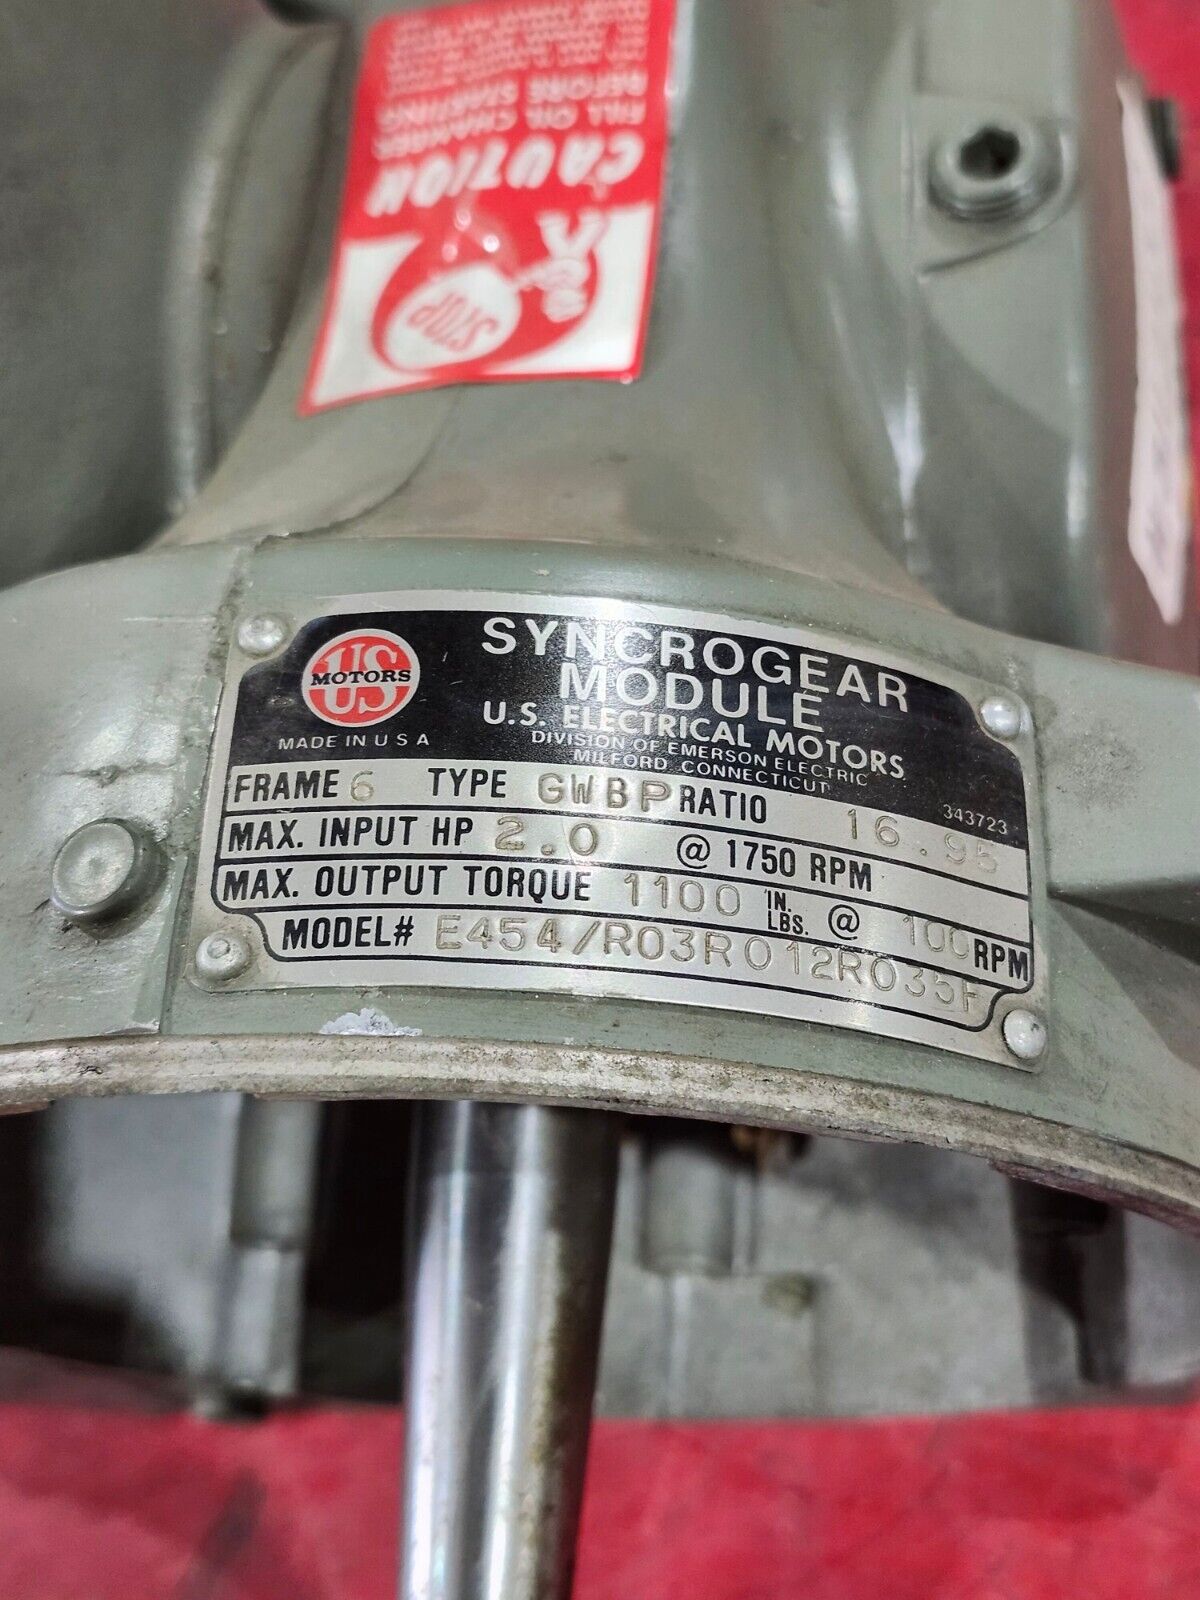 CAUTION
FILL OIL CHAMBER
BEFORE STARTING
STOP
US
MOTORS
MADE IN U S A
SYNCROGEAR
MODULE
U.S. ELECTRICAL MOTORS
DIVISION OF EMERSON ELECTRIC
MILFORD CONNECTICUT
343723
FRAME 6 TYPE GWBP RATIO 16.95
MAX. INPUT HP 2.0 @ 1750 RPM
MAX. OUTPUT TORQUE 1100 IN. LBS. @ 100 RPM
MODEL# E454/R03R012R035F